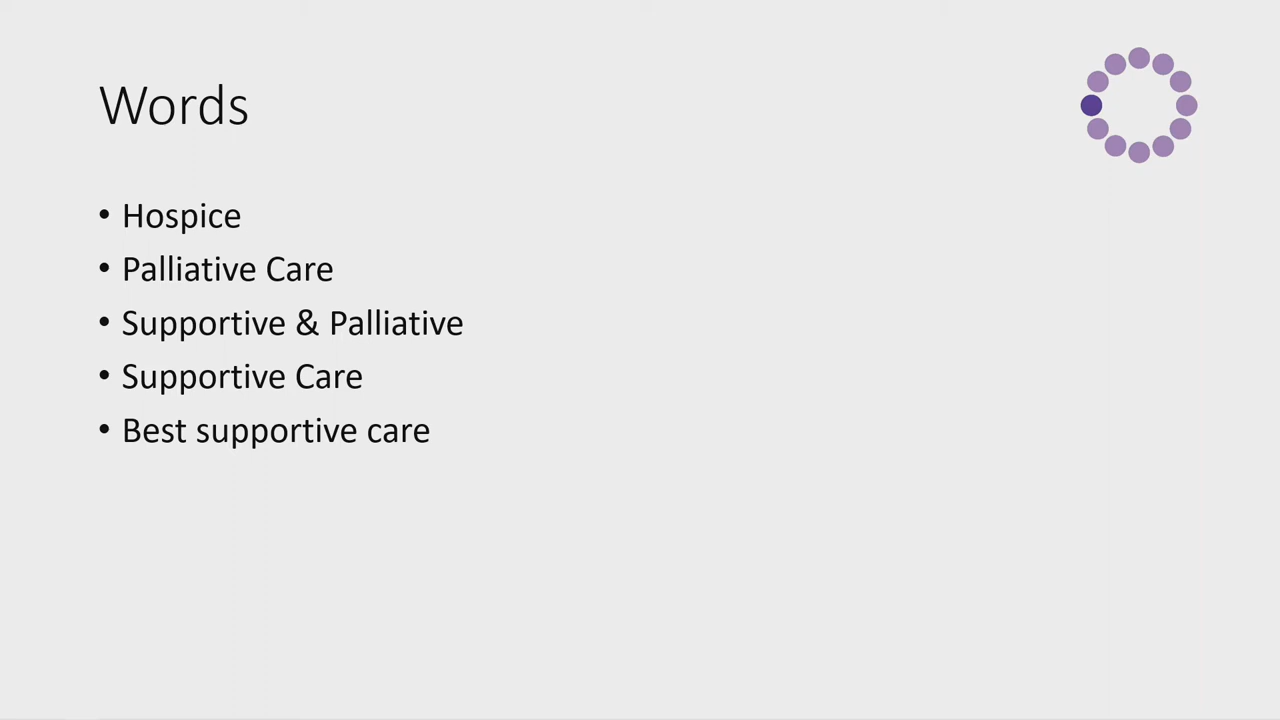 Words
• Hospice
• Palliative Care
• Supportive & Palliative
• Supportive Care
• Best supportive care